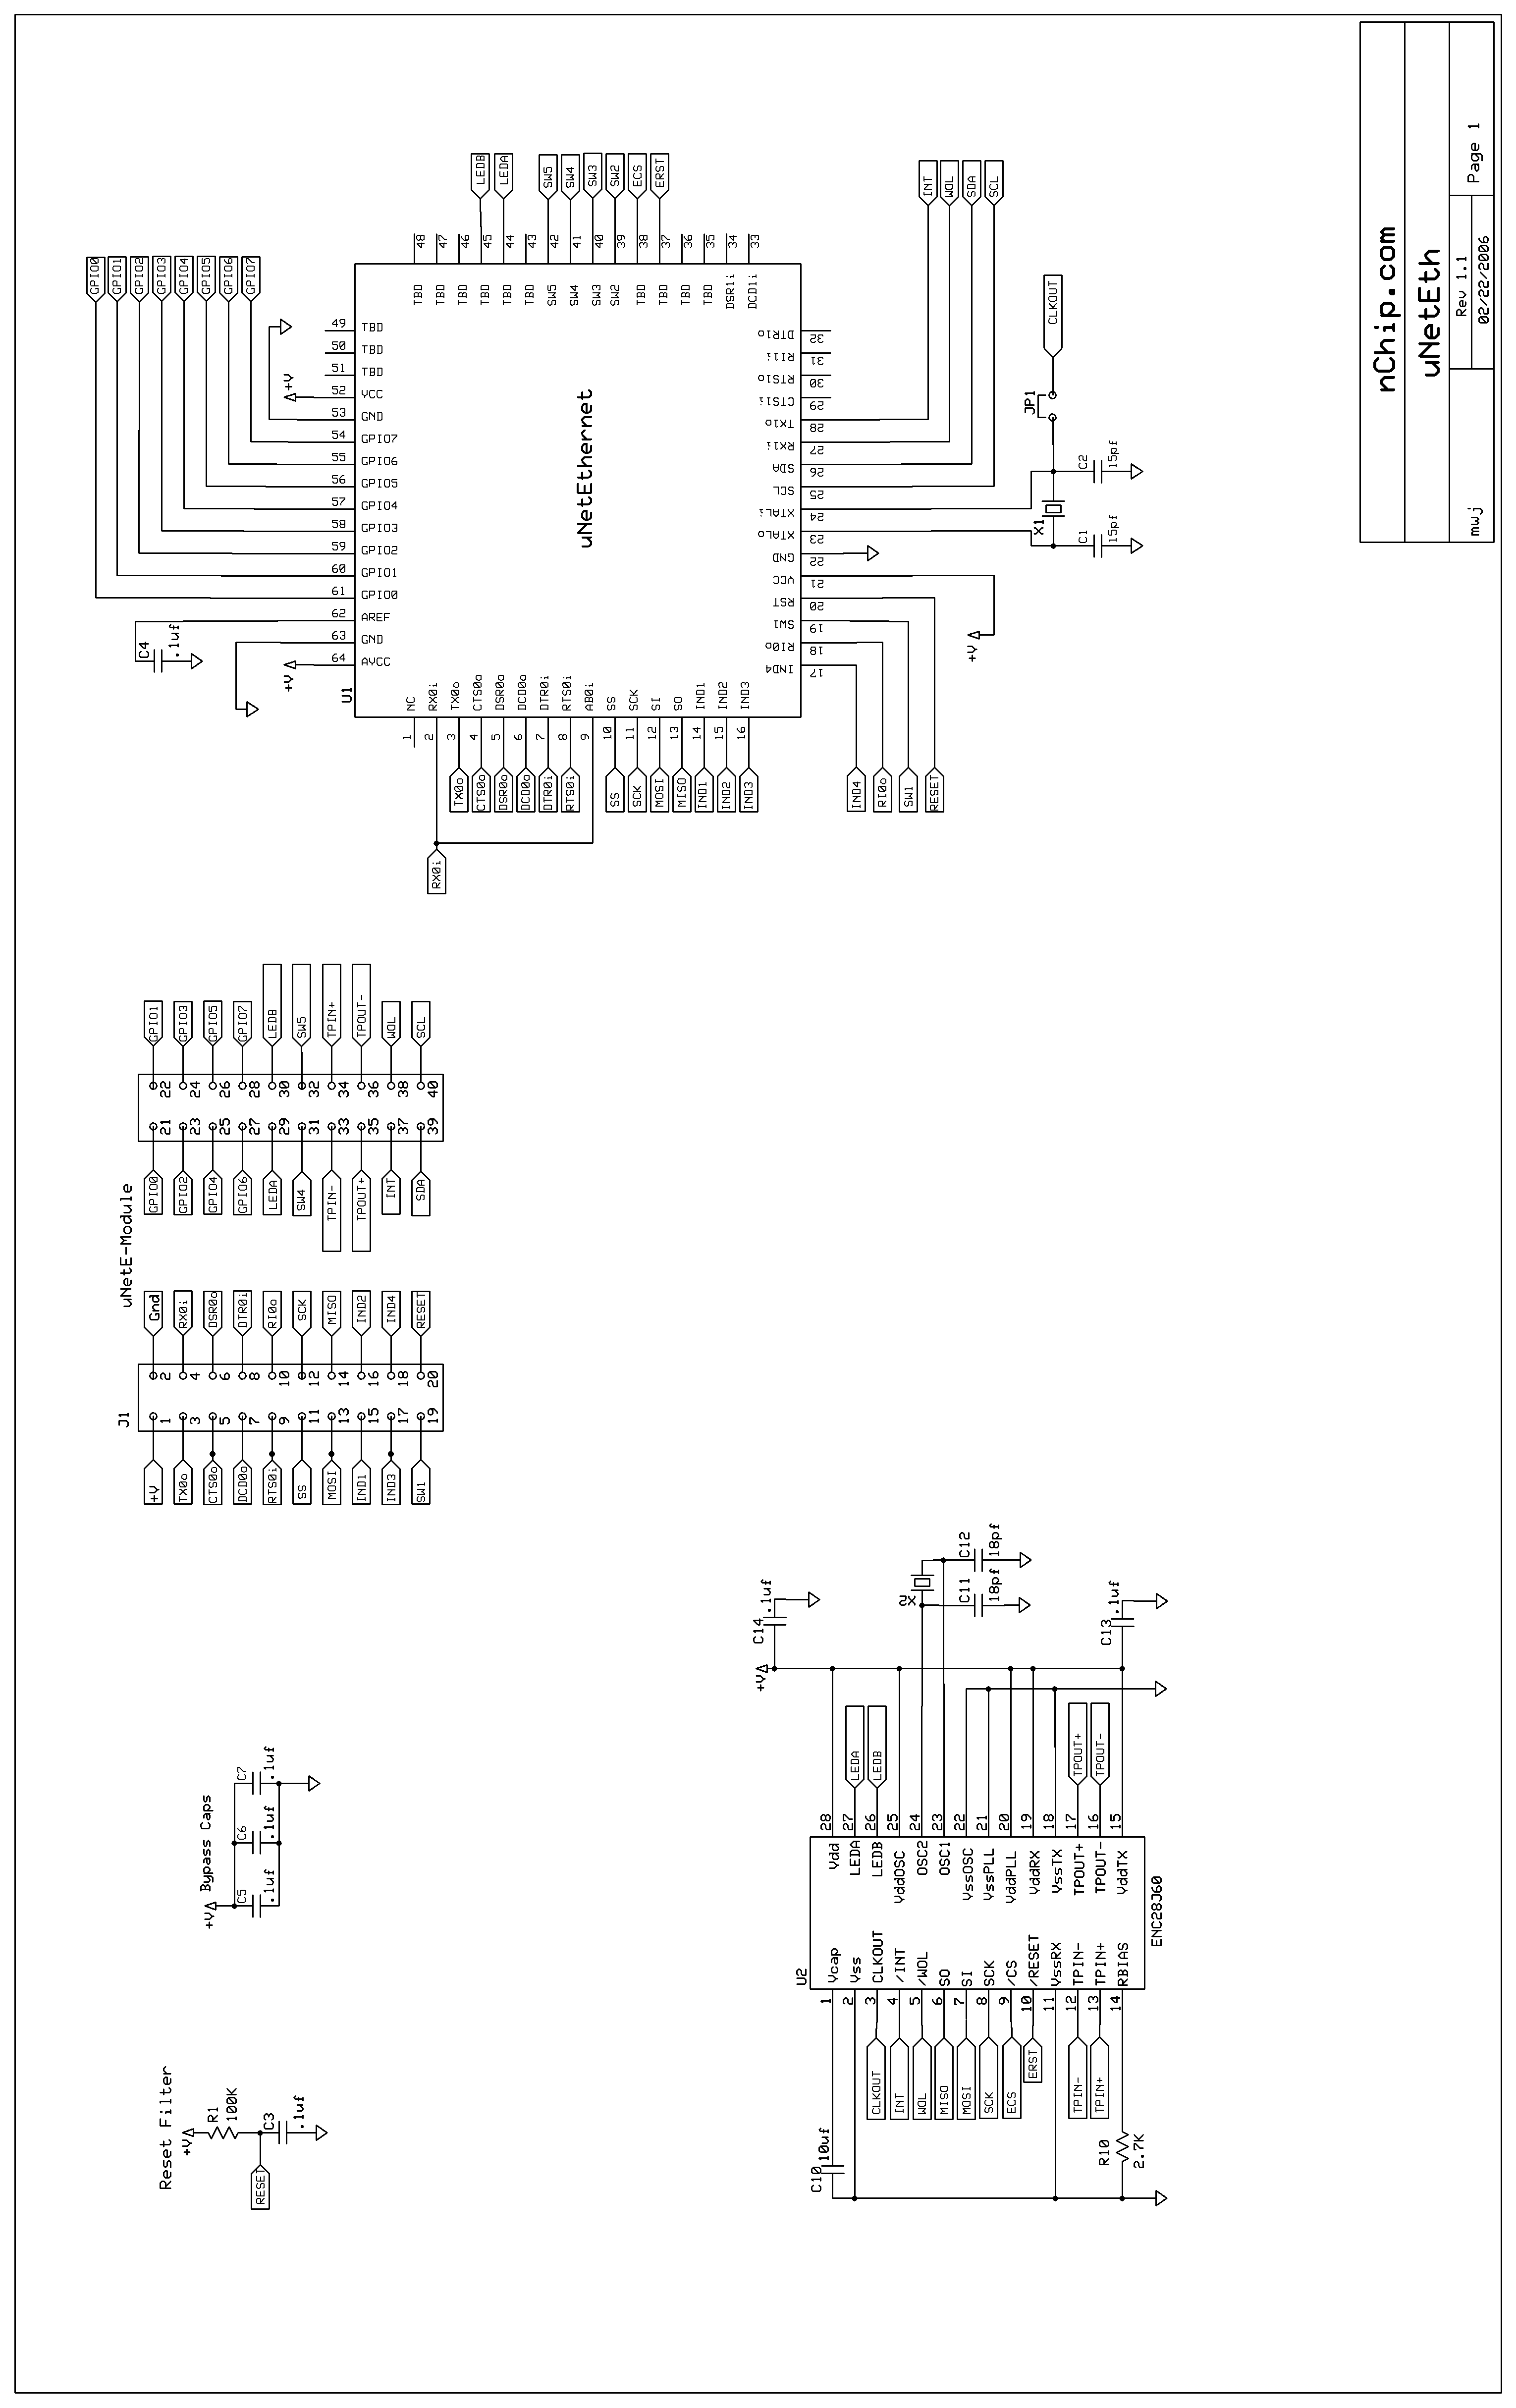 Reset Filter
+V
R1
100K
C3
.1uf
RESET
Bypass Caps
+V
C5
.1uf
C6
.1uf
C7
.1uf
J1
uNetE-Module
+V 1 2 Gnd
TX0o 3 4 RX0i
CTS0o 5 6 DSR0o
DCD0o 7 8 DTR0i
RTS0i 9 10 RI0o
SS 11 12 SCK
MOSI 13 14 MISO
IND1 15 16 IND2
IND3 17 18 IND4
SW1 19 20 RESET
GPIO0 21 22 GPIO1
GPIO2 23 24 GPIO3
GPIO4 25 26 GPIO5
GPIO6 27 28 GPIO7
LEDA 29 30 LEDB
SW4 31 32 SW5
TPIN- 33 34 TPIN+
TPOUT+ 35 36 TPOUT-
INT 37 38 WOL
SDA 39 40 SCL
GPIO0
GPIO1
GPIO2
GPIO3
GPIO4
GPIO5
GPIO6
GPIO7
C4
.1uf
+V
+V
U1
uNetEthernet
64 AVCC
63 GND
62 AREF
61 GPIO0
60 GPIO1
59 GPIO2
58 GPIO3
57 GPIO4
56 GPIO5
55 GPIO6
54 GPIO7
53 GND
52 VCC
51 TBD
50 TBD
49 TBD
1 NC
RX0i 2 RX0i
TX0o 3 TX0o
CTS0o 4 CTS0o
DSR0o 5 DSR0o
DCD0o 6 DCD0o
DTR0i 7 DTR0i
RTS0i 8 RTS0i
9 AB0i
SS 10 SS
SCK 11 SCK
MOSI 12 SI
MISO 13 SO
IND1 14 IND1
IND2 15 IND2
IND3 16 IND3
TBD 48
TBD 47
TBD 46
TBD 45 LEDB
TBD 44 LEDA
TBD 43
SW5 42 SW5
SW4 41 SW4
SW3 40 SW3
SW2 39 SW2
TBD 38 ECS
TBD 37 ERST
TBD 36
TBD 35
DSR1i 34
DCD1i 33
IND4 17
RI0o 18
SW1 19
RST 20
VCC 21
GND 22
XTALo 23
XTALi 24
SCL 25
SDA 26
RX1i 27
TX1o 28
CTS1i 29
RTS1o 30
RI1i 31
DTR1o 32
IND4
RI0o
SW1
RESET
+V
INT
WOL
SDA
SCL
X1
C1
15pf
C2
15pf
JP1
CLKOUT
U2
ENC28J60
C10
10uf
1 Vcap
2 Vss
CLKOUT 3 CLKOUT
INT 4 /INT
WOL 5 /WOL
MISO 6 SO
MOSI 7 SI
SCK 8 SCK
ECS 9 /CS
ERST 10 /RESET
11 VssRX
TPIN- 12 TPIN-
TPIN+ 13 TPIN+
14 RBIAS
R10
2.7K
Vdd 28
LEDA 27 LEDA
LEDB 26 LEDB
VddOSC 25
OSC2 24
OSC1 23
VssOSC 22
VssPLL 21
VddPLL 20
VddRX 19
VssTX 18
TPOUT+ 17 TPOUT+
TPOUT- 16 TPOUT-
VddTX 15
+V
C14
.1uf
X2
C11
18pf
C12
18pf
C13
.1uf
nChip.com
uNetEth
mwj
Rev 1.1
02/22/2006
Page 1